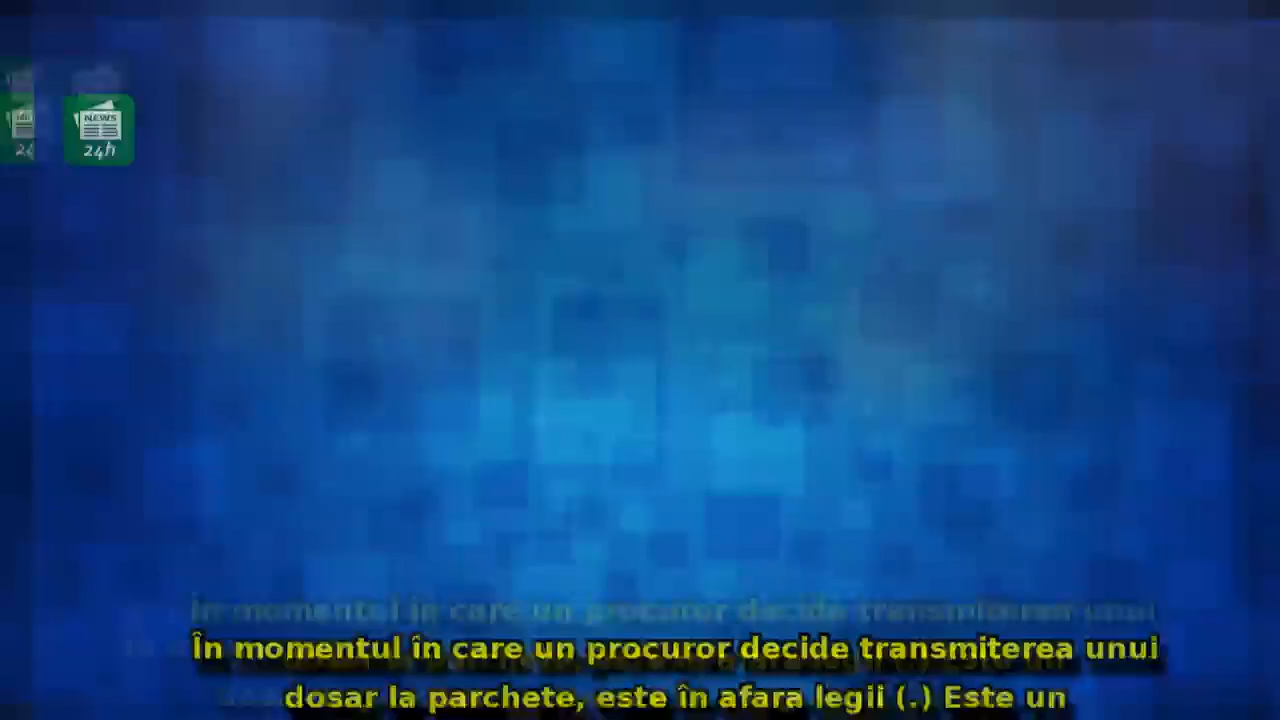 NEWS
24h
În momentul în care un procuror decide transmiterea unui
dosar la parchete, este în afara legii (.) Este un